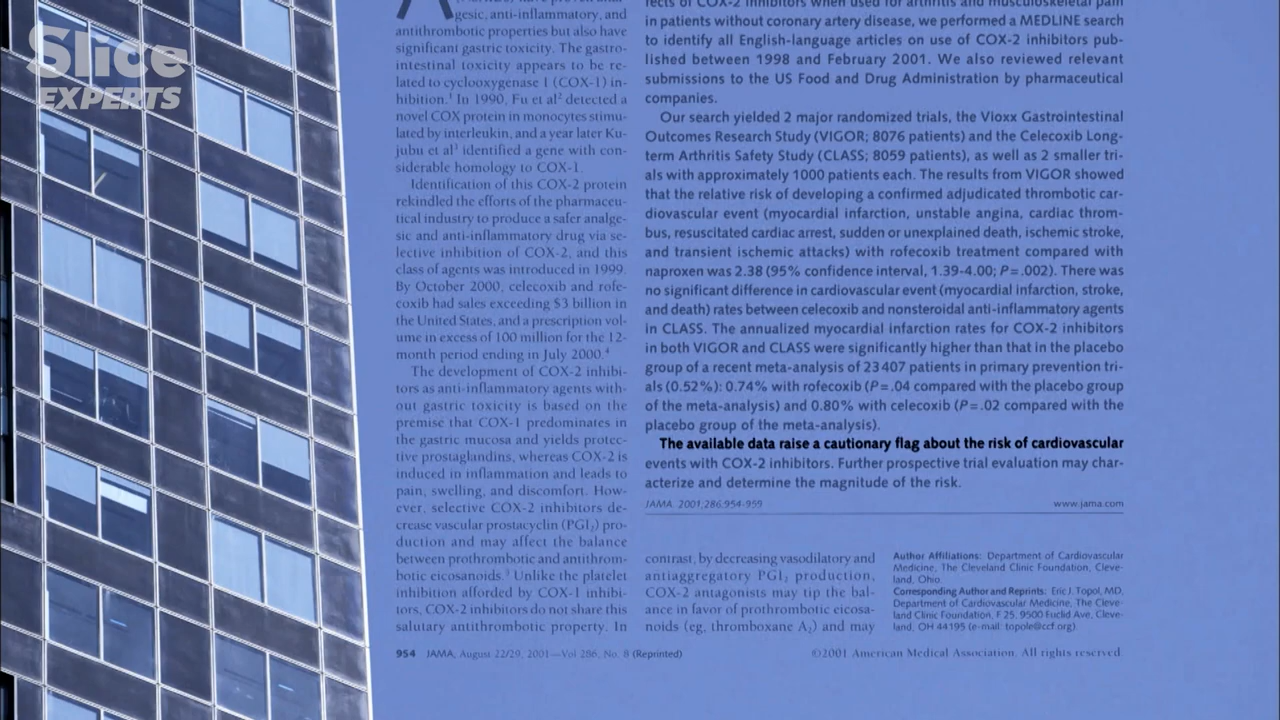 Slice
EXPERTS
gesic, anti-inflammatory, and
antithrombotic properties but also have
significant gastric toxicity. The gastro-
intestinal toxicity appears to be re-
lated to cyclooxygenase 1 (COX-1) in-
hibition.1 In 1990, Fu et al2 detected a
novel COX protein in monocytes stimu-
lated by interleukin, and a year later Ku-
jubu et al3 identified a gene with con-
siderable homology to COX-1.
Identification of this COX-2 protein
rekindled the efforts of the pharmaceu-
tical industry to produce a safer analge-
sic and anti-inflammatory drug via se-
lective inhibition of COX-2, and this
class of agents was introduced in 1999.
By October 2000, celecoxib and rofe-
coxib had sales exceeding $3 billion in
the United States, and a prescription vol-
ume in excess of 100 million for the 12-
month period ending in July 2000.4
The development of COX-2 inhibi-
tors as anti-inflammatory agents with-
out gastric toxicity is based on the
premise that COX-1 predominates in
the gastric mucosa and yields protec-
tive prostaglandins, whereas COX-2 is
induced in inflammation and leads to
pain, swelling, and discomfort. How-
ever, selective COX-2 inhibitors de-
crease vascular prostacyclin (PGI2) pro-
duction and may affect the balance
between prothrombotic and antithrom-
botic eicosanoids.5 Unlike the platelet
inhibition afforded by COX-1 inhibi-
tors, COX-2 inhibitors do not share this
salutary antithrombotic property. In
fects of COX-2 inhibitors when used for arthritis and musculoskeletal pain
in patients without coronary artery disease, we performed a MEDLINE search
to identify all English-language articles on use of COX-2 inhibitors pub-
lished between 1998 and February 2001. We also reviewed relevant
submissions to the US Food and Drug Administration by pharmaceutical
companies.
Our search yielded 2 major randomized trials, the Vioxx Gastrointestinal
Outcomes Research Study (VIGOR; 8076 patients) and the Celecoxib Long-
term Arthritis Safety Study (CLASS; 8059 patients), as well as 2 smaller tri-
als with approximately 1000 patients each. The results from VIGOR showed
that the relative risk of developing a confirmed adjudicated thrombotic car-
diovascular event (myocardial infarction, unstable angina, cardiac throm-
bus, resuscitated cardiac arrest, sudden or unexplained death, ischemic stroke,
and transient ischemic attacks) with rofecoxib treatment compared with
naproxen was 2.38 (95% confidence interval, 1.39-4.00; P=.002). There was
no significant difference in cardiovascular event (myocardial infarction, stroke,
and death) rates between celecoxib and nonsteroidal anti-inflammatory agents
in CLASS. The annualized myocardial infarction rates for COX-2 inhibitors
in both VIGOR and CLASS were significantly higher than that in the placebo
group of a recent meta-analysis of 23 407 patients in primary prevention tri-
als (0.52%): 0.74% with rofecoxib (P=.04 compared with the placebo group
of the meta-analysis) and 0.80% with celecoxib (P=.02 compared with the
placebo group of the meta-analysis).
The available data raise a cautionary flag about the risk of cardiovascular
events with COX-2 inhibitors. Further prospective trial evaluation may char-
acterize and determine the magnitude of the risk.
JAMA. 2001;286:954-959 www.jama.com
contrast, by decreasing vasodilatory and
antiaggregatory PGI2 production,
COX-2 antagonists may tip the bal-
ance in favor of prothrombotic eicosa-
noids (eg, thromboxane A2) and may
Author Affiliations: Department of Cardiovascular
Medicine, The Cleveland Clinic Foundation, Cleve-
land, Ohio.
Corresponding Author and Reprints: Eric J. Topol, MD,
Department of Cardiovascular Medicine, The Cleve-
land Clinic Foundation, F 25, 9500 Euclid Ave, Cleve-
land, OH 44195 (e-mail: topole@ccf.org)
954 JAMA, August 22/29, 2001—Vol 286, No. 8 (Reprinted) ©2001 American Medical Association. All rights reserved.